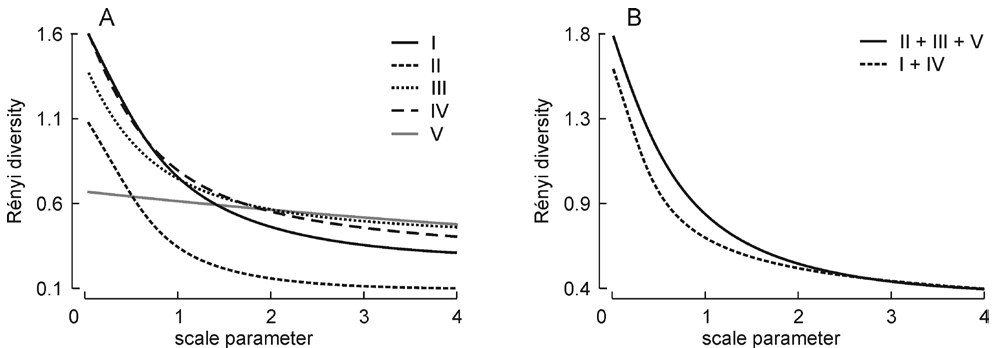 A
Rényi diversity
1.6
1.1
0.6
0.1
I
II
III
IV
V
0 1 2 3 4
scale parameter
B
Rényi diversity
1.8
1.3
0.9
0.4
II + III + V
I + IV
0 1 2 3 4
scale parameter